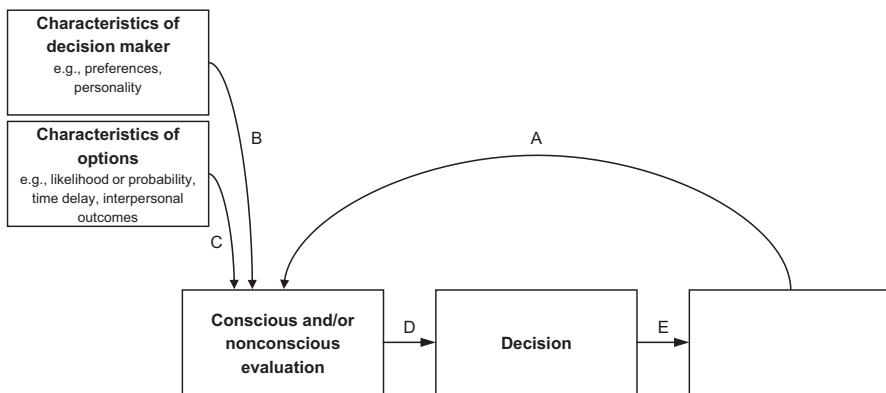 Characteristics of
decision maker
e.g., preferences,
personality
Characteristics of
options
e.g., likelihood or probability,
time delay, interpersonal
outcomes
B
C
A
Conscious and/or
nonconscious
evaluation
D
Decision
E